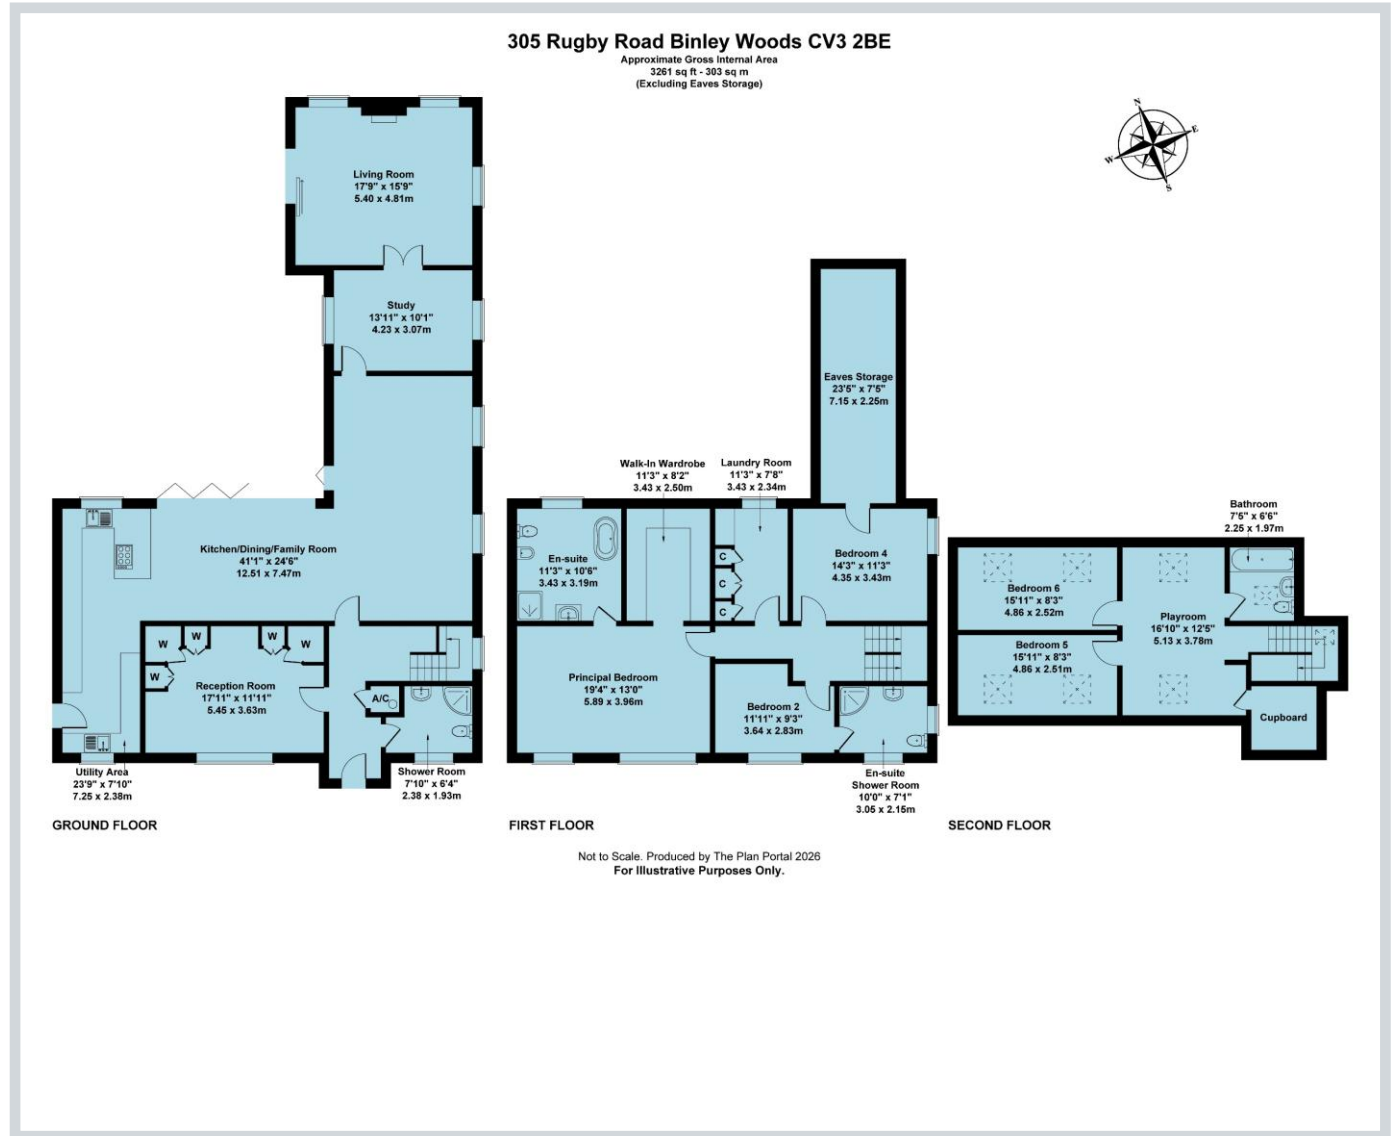 305 Rugby Road Binley Woods CV3 2BE
Approximate Gross Internal Area
3261 sq ft - 303 sq m
(Excluding Eaves Storage)
N
E
W
S
Living Room
17'9" x 15'9"
5.40 x 4.81m
Study
13'11" x 10'1"
4.23 x 3.07m
Kitchen/Dining/Family Room
41'1" x 24'6"
12.51 x 7.47m
W
W
W
W
W
Reception Room
17'11" x 11'11"
5.45 x 3.63m
A/C
Utility Area
23'9" x 7'10"
7.25 x 2.38m
Shower Room
7'10" x 6'4"
2.38 x 1.93m
GROUND FLOOR
Eaves Storage
23'5" x 7'5"
7.15 x 2.25m
Walk-In Wardrobe
11'3" x 8'2"
3.43 x 2.50m
Laundry Room
11'3" x 7'8"
3.43 x 2.34m
En-suite
11'3" x 10'6"
3.43 x 3.19m
C
C
C
Bedroom 4
14'3" x 11'3"
4.35 x 3.43m
Principal Bedroom
19'4" x 13'0"
5.89 x 3.96m
Bedroom 2
11'11" x 9'3"
3.64 x 2.83m
En-suite
Shower Room
10'0" x 7'1"
3.05 x 2.15m
FIRST FLOOR
Bathroom
7'5" x 6'6"
2.25 x 1.97m
Bedroom 6
15'11" x 8'3"
4.86 x 2.52m
Playroom
16'10" x 12'5"
5.13 x 3.78m
Bedroom 5
15'11" x 8'3"
4.86 x 2.51m
Cupboard
SECOND FLOOR
Not to Scale. Produced by The Plan Portal 2026
For Illustrative Purposes Only.